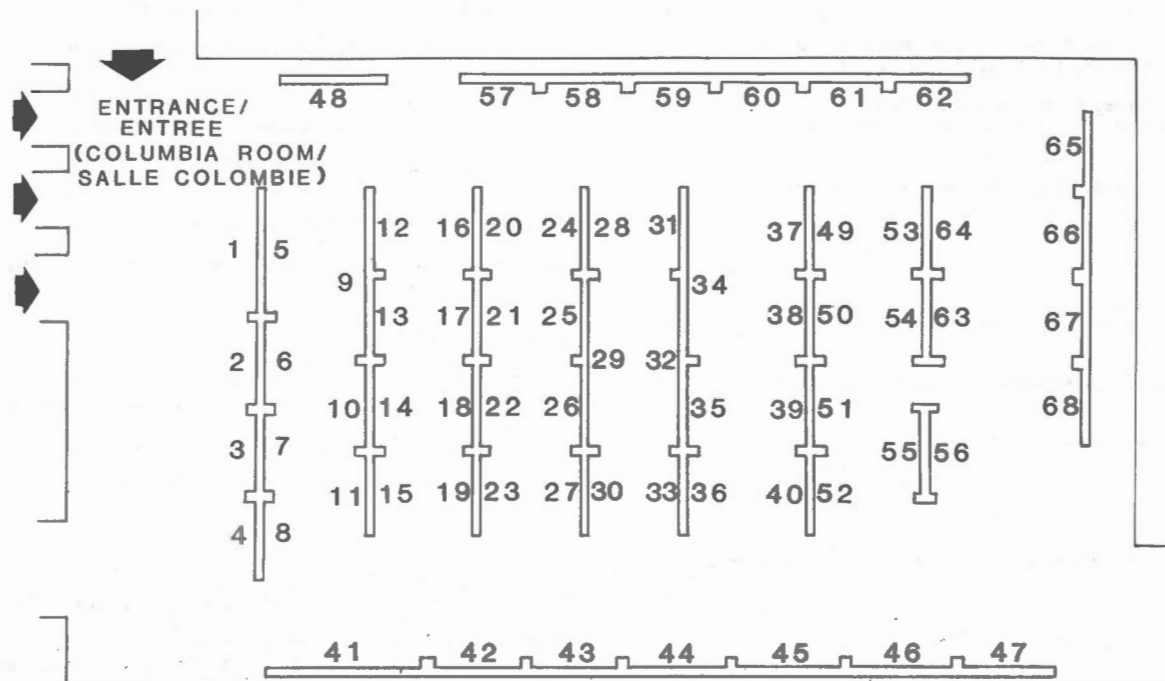 48
57 58 59 60 61 62
ENTRANCE/
ENTREE
(COLUMBIA ROOM/
SALLE COLOMBIE)
65
12 16 20 24 28 31 37 49 53 64
1 5
66
9 34
13 17 21 25 38 50 54 63
67
2 6 29 32
10 14 18 22 26 35 39 51
68
3 7
55 56
11 15 19 23 27 30 33 36 40 52
4 8
41 42 43 44 45 46 47